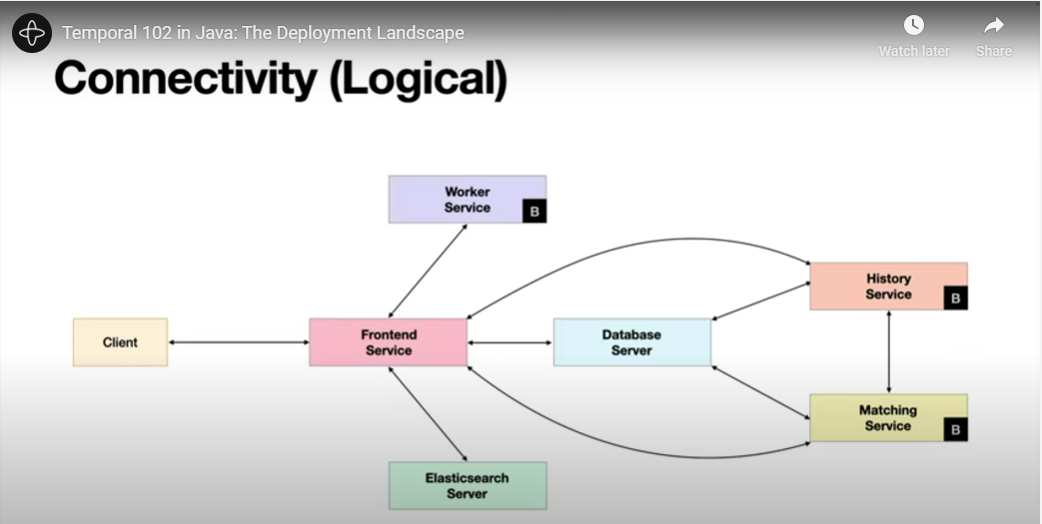 Temporal 102 in Java: The Deployment Landscape
Watch later
Share
Connectivity (Logical)
Worker
Service
B
History
Service
B
Client
Frontend
Service
Database
Server
Matching
Service
B
Elasticsearch
Server